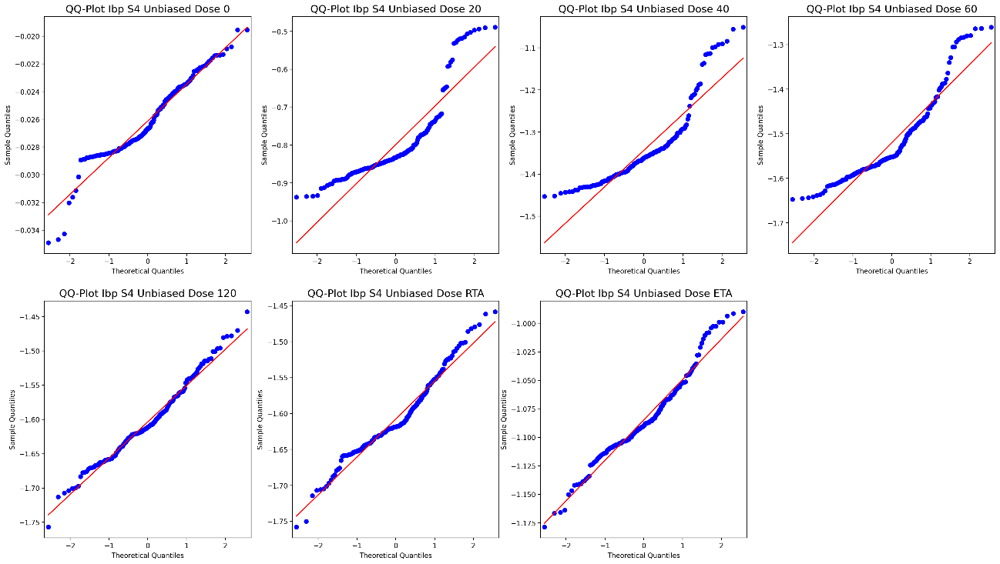 QQ-Plot Ibp S4 Unbiased Dose 0
Sample Quantiles
−0.020
−0.022
−0.024
−0.026
−0.028
−0.030
−0.032
−0.034
−2 −1 0 1 2
Theoretical Quantiles
QQ-Plot Ibp S4 Unbiased Dose 20
Sample Quantiles
−0.5
−0.6
−0.7
−0.8
−0.9
−1.0
−2 −1 0 1 2
Theoretical Quantiles
QQ-Plot Ibp S4 Unbiased Dose 40
Sample Quantiles
−1.1
−1.2
−1.3
−1.4
−1.5
−2 −1 0 1 2
Theoretical Quantiles
QQ-Plot Ibp S4 Unbiased Dose 60
Sample Quantiles
−1.3
−1.4
−1.5
−1.6
−1.7
−2 −1 0 1 2
Theoretical Quantiles
QQ-Plot Ibp S4 Unbiased Dose 120
Sample Quantiles
−1.45
−1.50
−1.55
−1.60
−1.65
−1.70
−1.75
−2 −1 0 1 2
Theoretical Quantiles
QQ-Plot Ibp S4 Unbiased Dose RTA
Sample Quantiles
−1.50
−1.55
−1.60
−1.65
−1.70
−1.75
−2 −1 0 1 2
Theoretical Quantiles
QQ-Plot Ibp S4 Unbiased Dose ETA
Sample Quantiles
−1.000
−1.025
−1.050
−1.075
−1.100
−1.125
−1.150
−1.175
−2 −1 0 1 2
Theoretical Quantiles